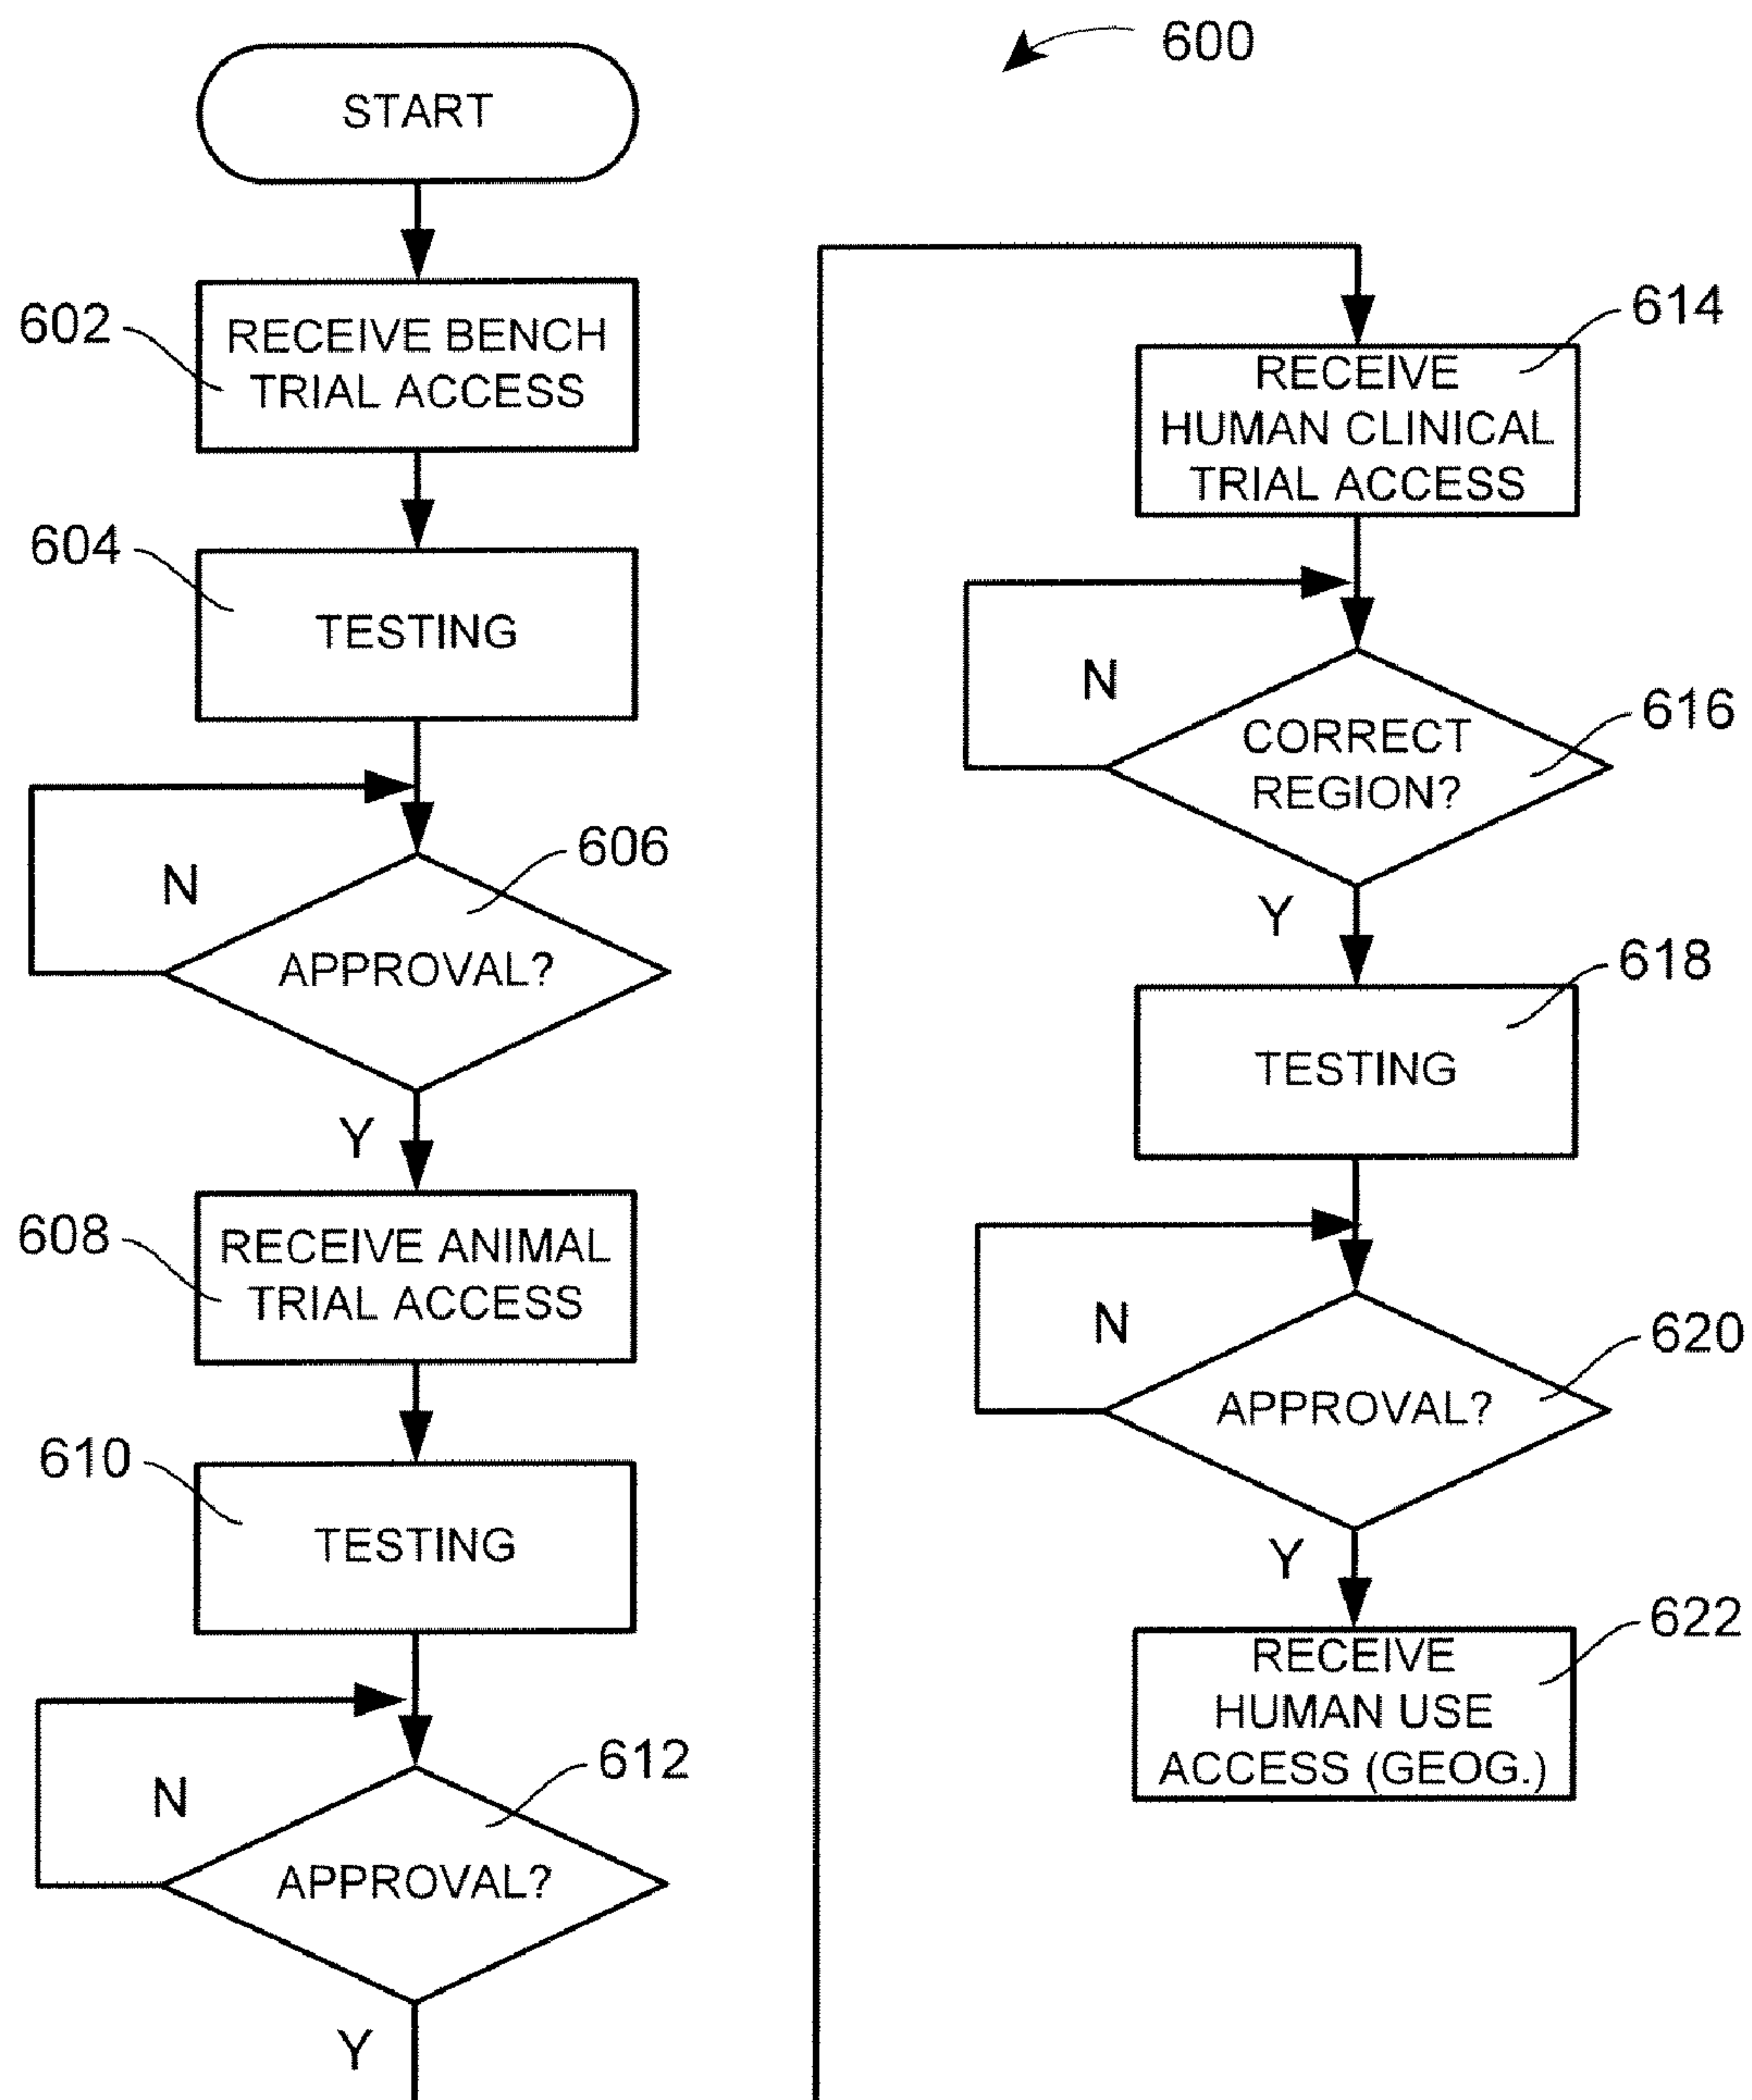 600
START
602
RECEIVE BENCH
TRIAL ACCESS
604
TESTING
606
N
APPROVAL?
Y
608
RECEIVE ANIMAL
TRIAL ACCESS
610
TESTING
612
N
APPROVAL?
Y
614
RECEIVE
HUMAN CLINICAL
TRIAL ACCESS
N
616
CORRECT
REGION?
Y
618
TESTING
N
620
APPROVAL?
Y
622
RECEIVE
HUMAN USE
ACCESS (GEOG.)